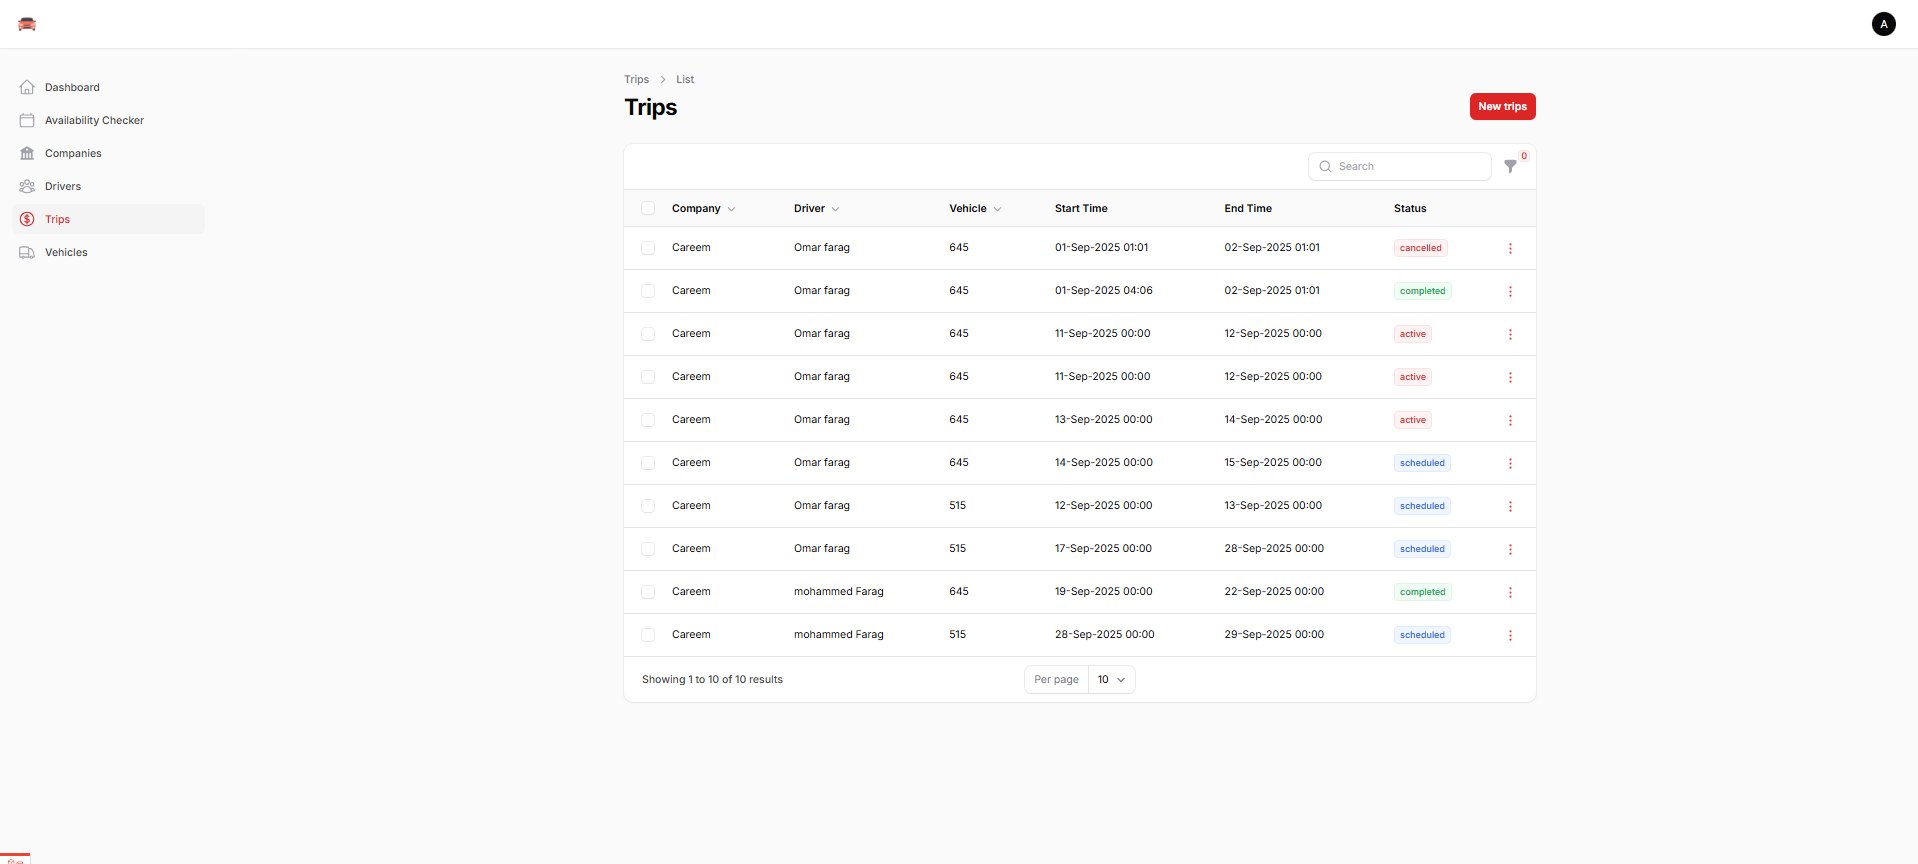 A
Dashboard
Availability Checker
Companies
Drivers
Trips
Vehicles
Trips > List
Trips
New trips
Search
0
Company Driver Vehicle Start Time End Time Status
Careem Omar farag 645 01-Sep-2025 01:01 02-Sep-2025 01:01 cancelled
Careem Omar farag 645 01-Sep-2025 04:06 02-Sep-2025 01:01 completed
Careem Omar farag 645 11-Sep-2025 00:00 12-Sep-2025 00:00 active
Careem Omar farag 645 11-Sep-2025 00:00 12-Sep-2025 00:00 active
Careem Omar farag 645 13-Sep-2025 00:00 14-Sep-2025 00:00 active
Careem Omar farag 645 14-Sep-2025 00:00 15-Sep-2025 00:00 scheduled
Careem Omar farag 515 12-Sep-2025 00:00 13-Sep-2025 00:00 scheduled
Careem Omar farag 515 17-Sep-2025 00:00 28-Sep-2025 00:00 scheduled
Careem mohammed Farag 645 19-Sep-2025 00:00 22-Sep-2025 00:00 completed
Careem mohammed Farag 515 28-Sep-2025 00:00 29-Sep-2025 00:00 scheduled
Showing 1 to 10 of 10 results
Per page 10